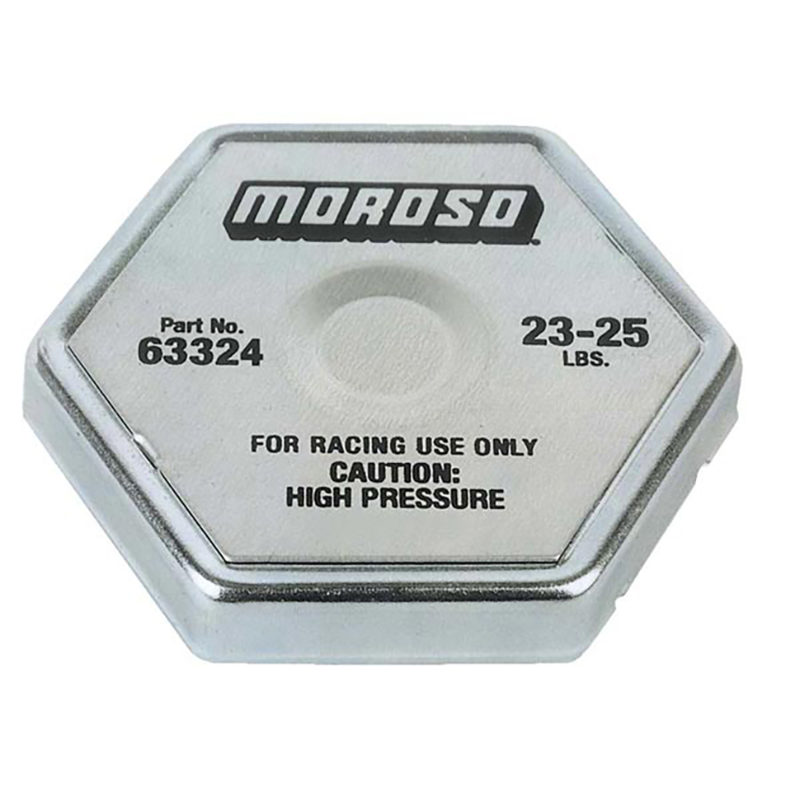 MOROSO
Part No.
63324
23-25
LBS.
FOR RACING USE ONLY
CAUTION:
HIGH PRESSURE